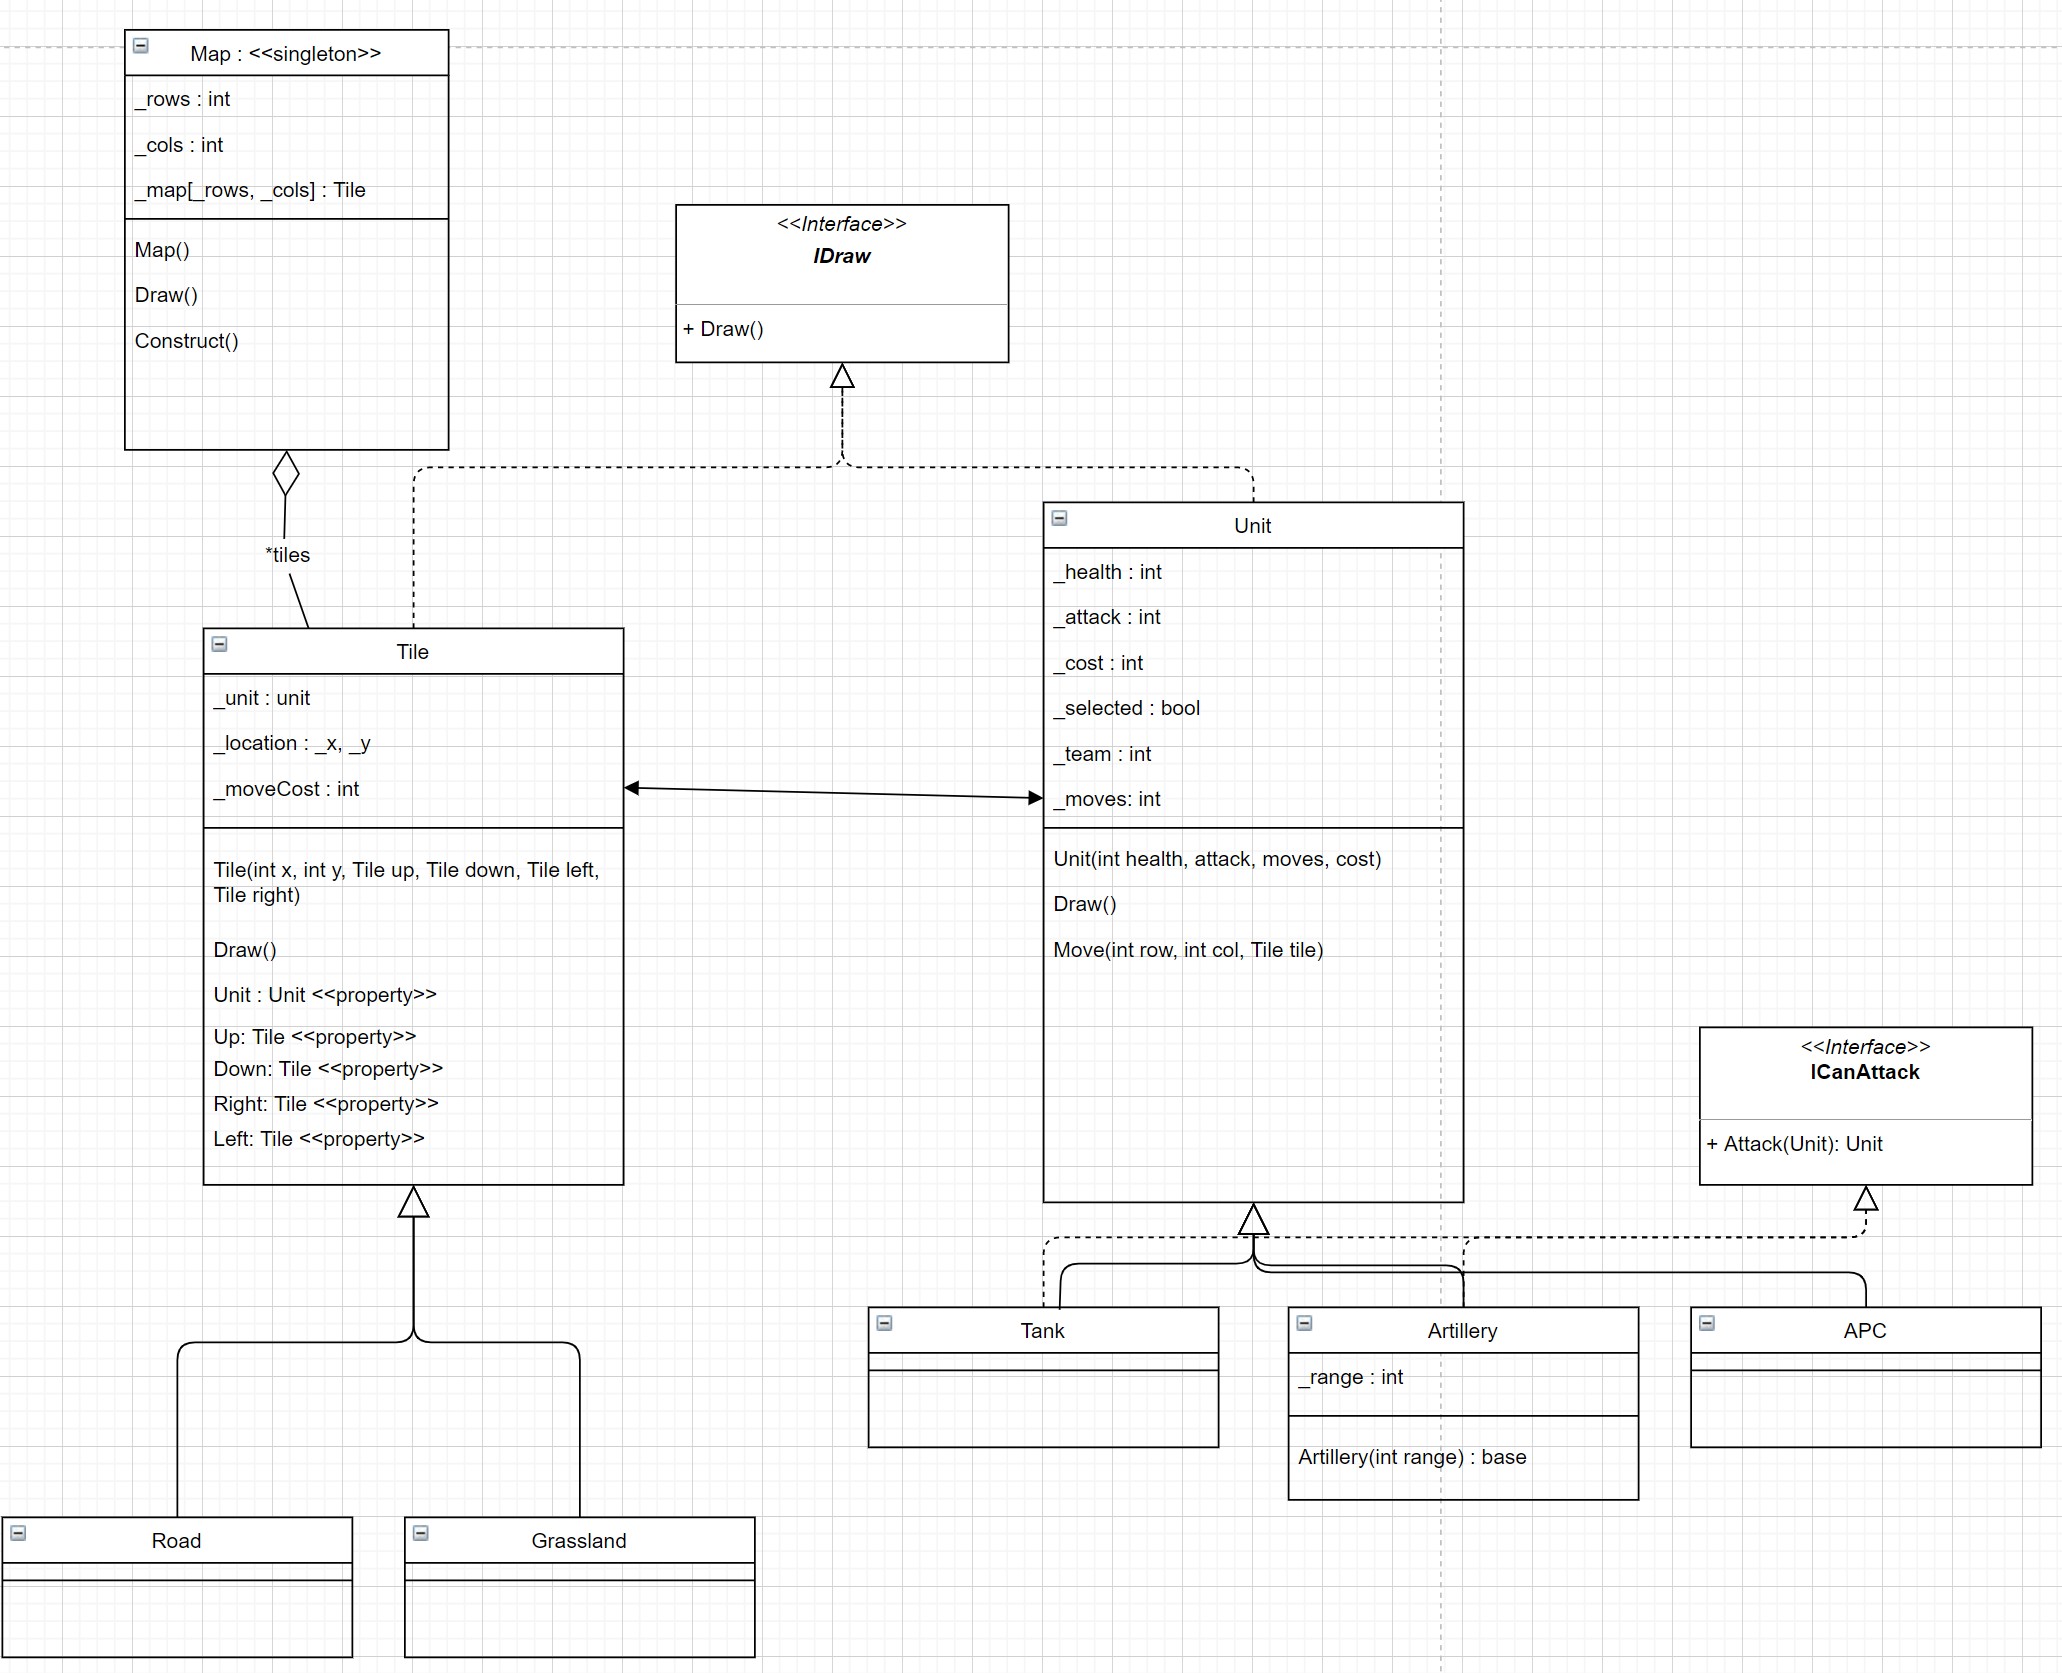 Map : <<singleton>>
_rows : int
_cols : int
_map[_rows, _cols] : Tile
Map()
Draw()
Construct()
<<Interface>>
IDraw
+ Draw()
*tiles
Tile
_unit : unit
_location : _x, _y
_moveCost : int
Tile(int x, int y, Tile up, Tile down, Tile left,
Tile right)
Draw()
Unit : Unit <<property>>
Up: Tile <<property>>
Down: Tile <<property>>
Right: Tile <<property>>
Left: Tile <<property>>
Unit
_health : int
_attack : int
_cost : int
_selected : bool
_team : int
_moves: int
Unit(int health, attack, moves, cost)
Draw()
Move(int row, int col, Tile tile)
<<Interface>>
ICanAttack
+ Attack(Unit): Unit
Tank
Artillery
_range : int
Artillery(int range) : base
APC
Road
Grassland